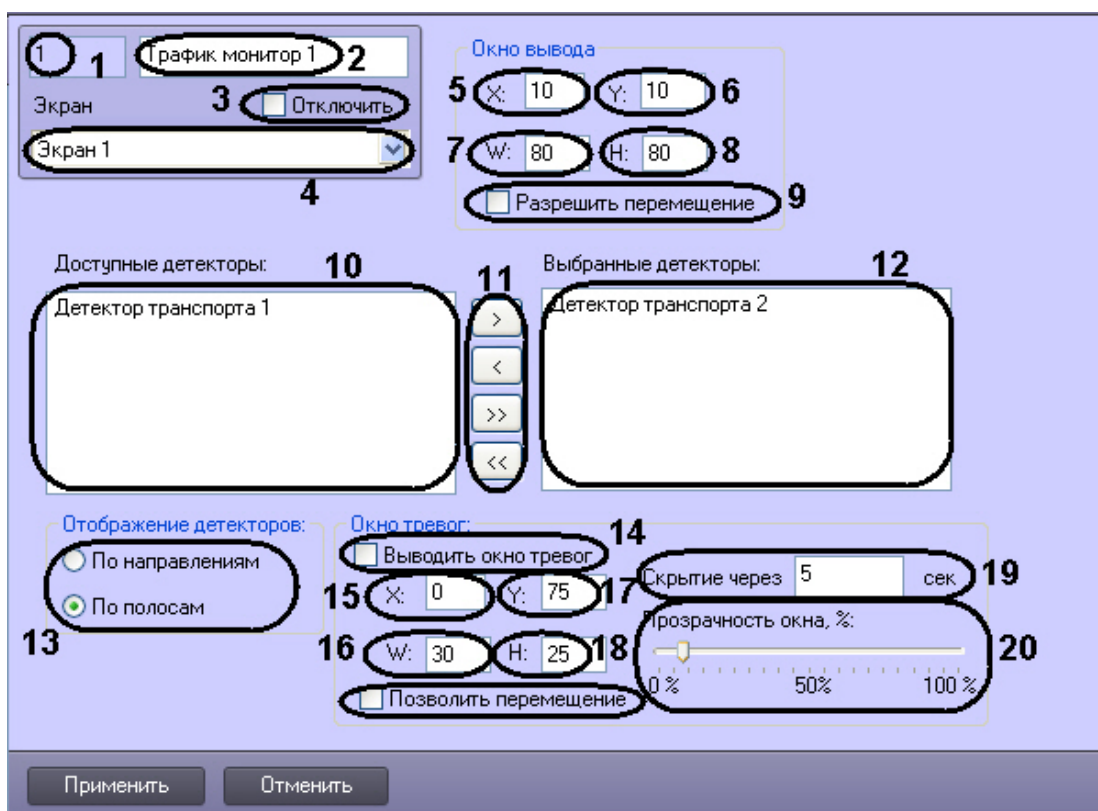 1 1 Трафик монитор 1 2
Экран 3 Отключить
Экран 1
4
Окно вывода
5 X: 10 Y: 10 6
7 W: 80 H: 80 8
Разрешить перемещение 9
Доступные детекторы: 10
Детектор транспорта 1
11
>
<
>>
<<
Выбранные детекторы: 12
Детектор транспорта 2
Отображение детекторов:
По направлениям
По полосам
13
Окно тревог:
14
Выводить окно тревог
15 X: 0 Y: 75 17
16 W: 30 H: 25 18
Позволить перемещение
Скрытие через 5 сек 19
Прозрачность окна, %:
20
0 % 50% 100 %
Применить Отменить